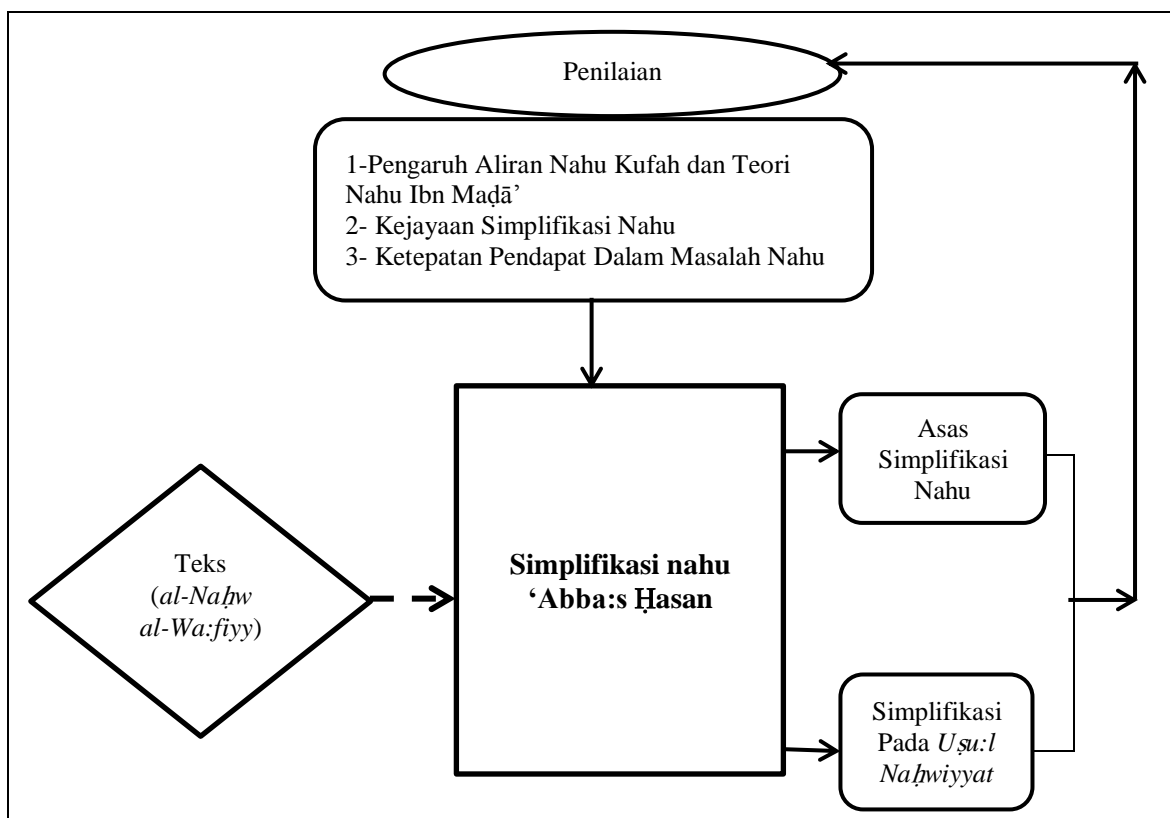 Penilaian
1-Pengaruh Aliran Nahu Kufah dan Teori
Nahu Ibn Maḍā’
2- Kejayaan Simplifikasi Nahu
3- Ketepatan Pendapat Dalam Masalah Nahu
Teks
(al-Naḥw
al-Wa:fiyy)
Simplifikasi nahu
‘Abba:s Ḥasan
Asas
Simplifikasi
Nahu
Simplifikasi
Pada Uṣu:l
Naḥwiyyat